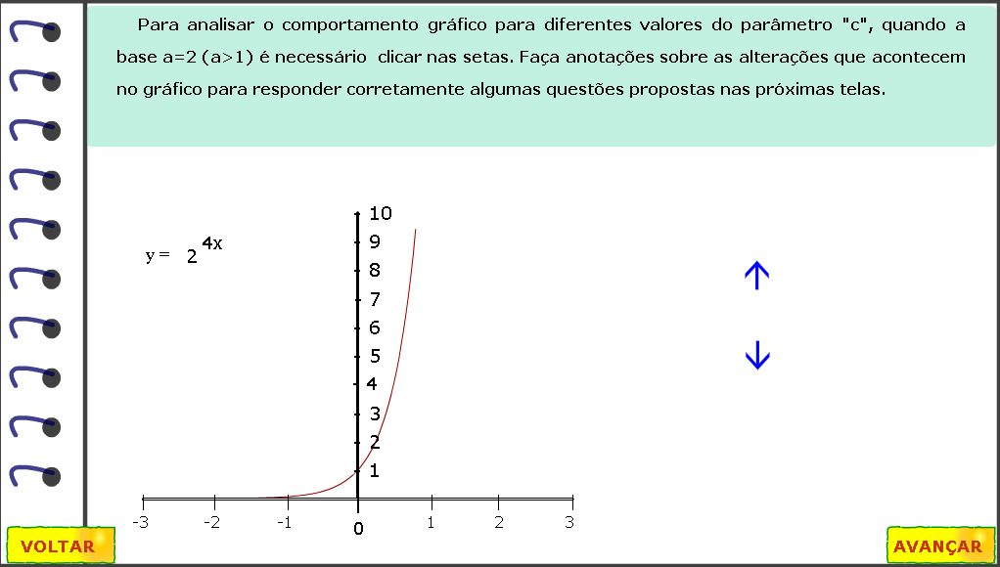 Para analisar o comportamento gráfico para diferentes valores do parâmetro "c", quando a
base a=2 (a>1) é necessário clicar nas setas. Faça anotações sobre as alterações que acontecem
no gráfico para responder corretamente algumas questões propostas nas próximas telas.
10
y = 2 4x
9
8
7
6
5
4
3
2
1
-3 -2 -1 0 1 2 3
VOLTAR
AVANÇAR